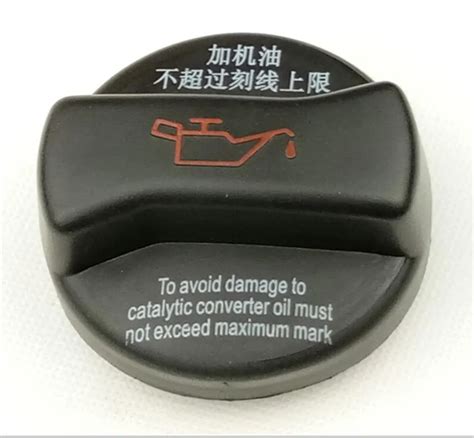 加机油
不超过刻线上限
To avoid damage to
catalytic converter oil must
not exceed maximum mark